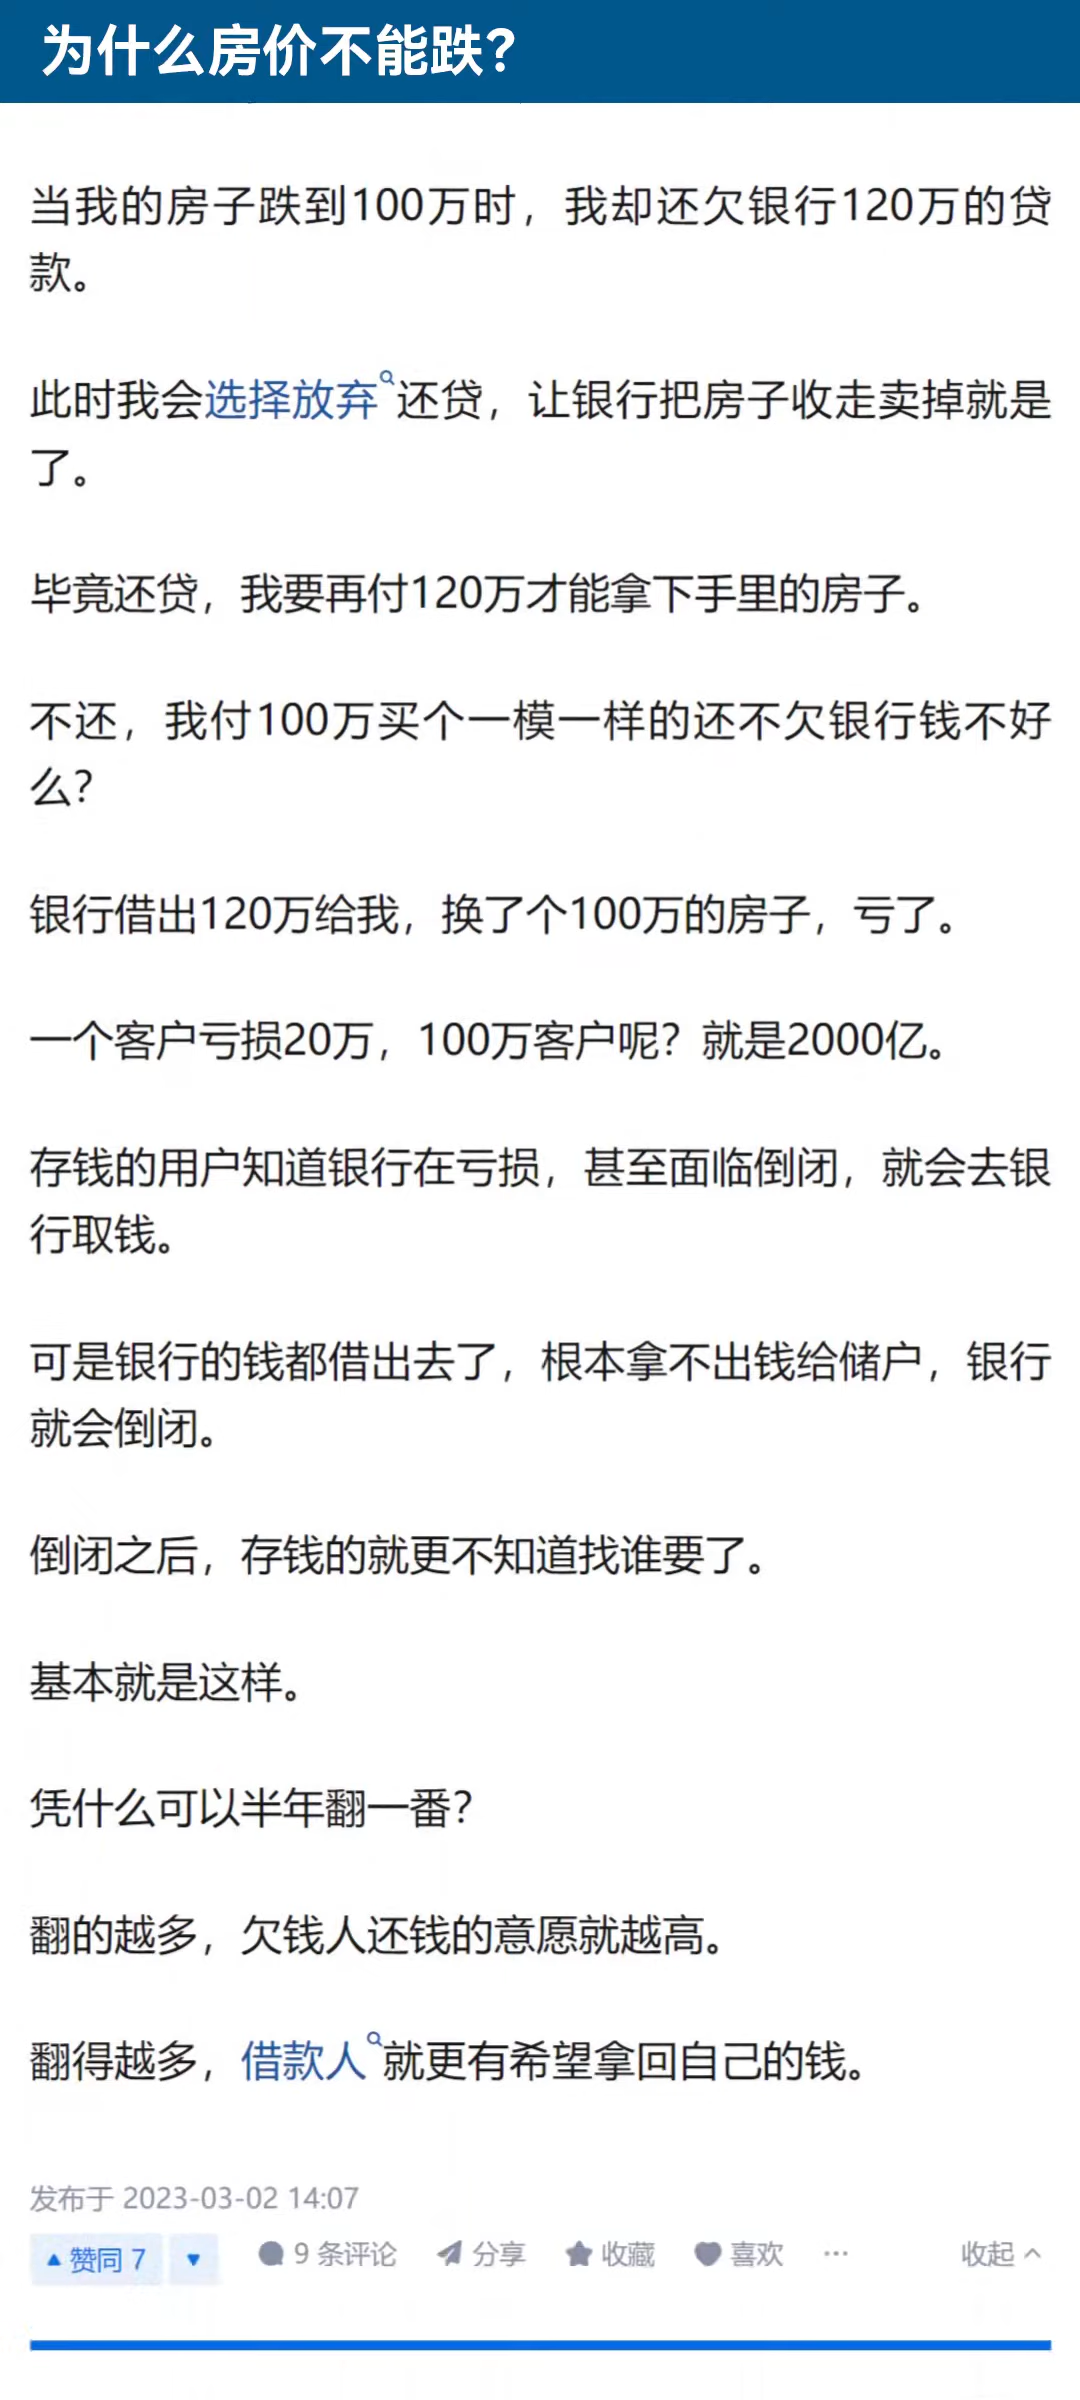 为什么房价不能跌?
当我的房子跌到100万时，我却还欠银行120万的贷
款。
此时我会选择放弃还贷，让银行把房子收走卖掉就是
了。
毕竟还贷，我要再付120万才能拿下手里的房子。
不还，我付100万买个一模一样的还不欠银行钱不好
么?
银行借出120万给我，换了个100万的房子，亏了。
一个客户亏损20万，100万客户呢？就是2000亿。
存钱的用户知道银行在亏损，甚至面临倒闭，就会去银
行取钱。
可是银行的钱都借出去了，根本拿不出钱给储户，银行
就会倒闭。
倒闭之后，存钱的就更不知道找谁要了。
基本就是这样。
凭什么可以半年翻一番?
翻的越多，欠钱人还钱的意愿就越高。
翻得越多，借款人就更有希望拿回自己的钱。
发布于 2023-03-02 14:07
赞同 7 9 条评论 分享 收藏 喜欢 ··· 收起